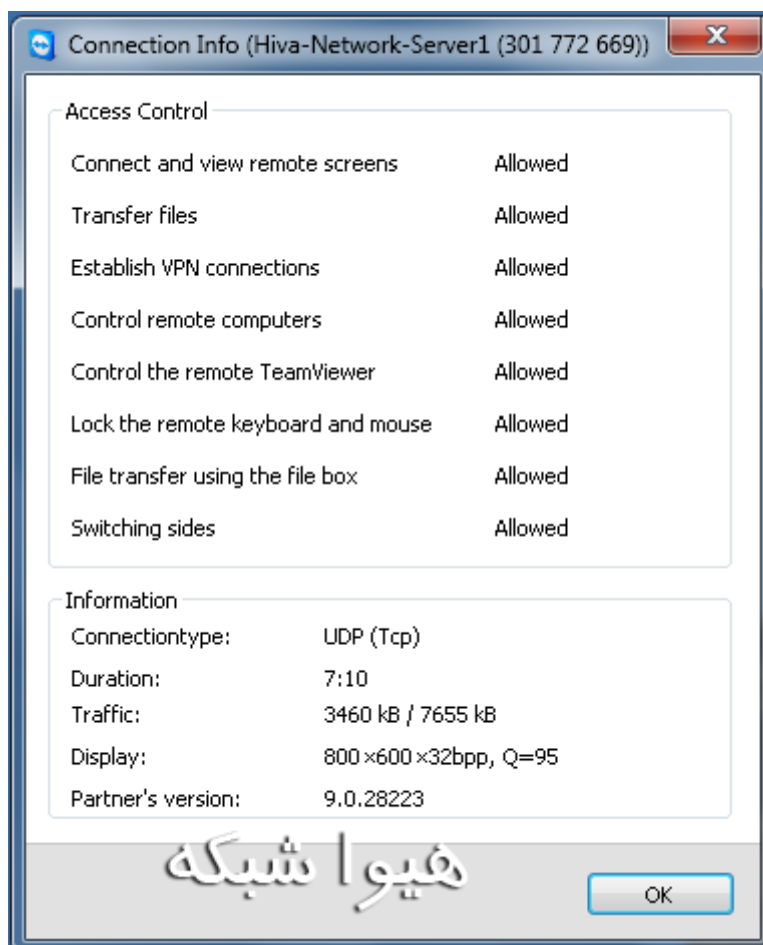 Connection Info (Hiva-Network-Server1 (301 772 669))
Access Control
Connect and view remote screens Allowed
Transfer files Allowed
Establish VPN connections Allowed
Control remote computers Allowed
Control the remote TeamViewer Allowed
Lock the remote keyboard and mouse Allowed
File transfer using the file box Allowed
Switching sides Allowed
Information
Connectiontype: UDP (Tcp)
Duration: 7:10
Traffic: 3460 kB / 7655 kB
Display: 800×600×32bpp, Q=95
Partner's version: 9.0.28223
هیوا شبکه
OK